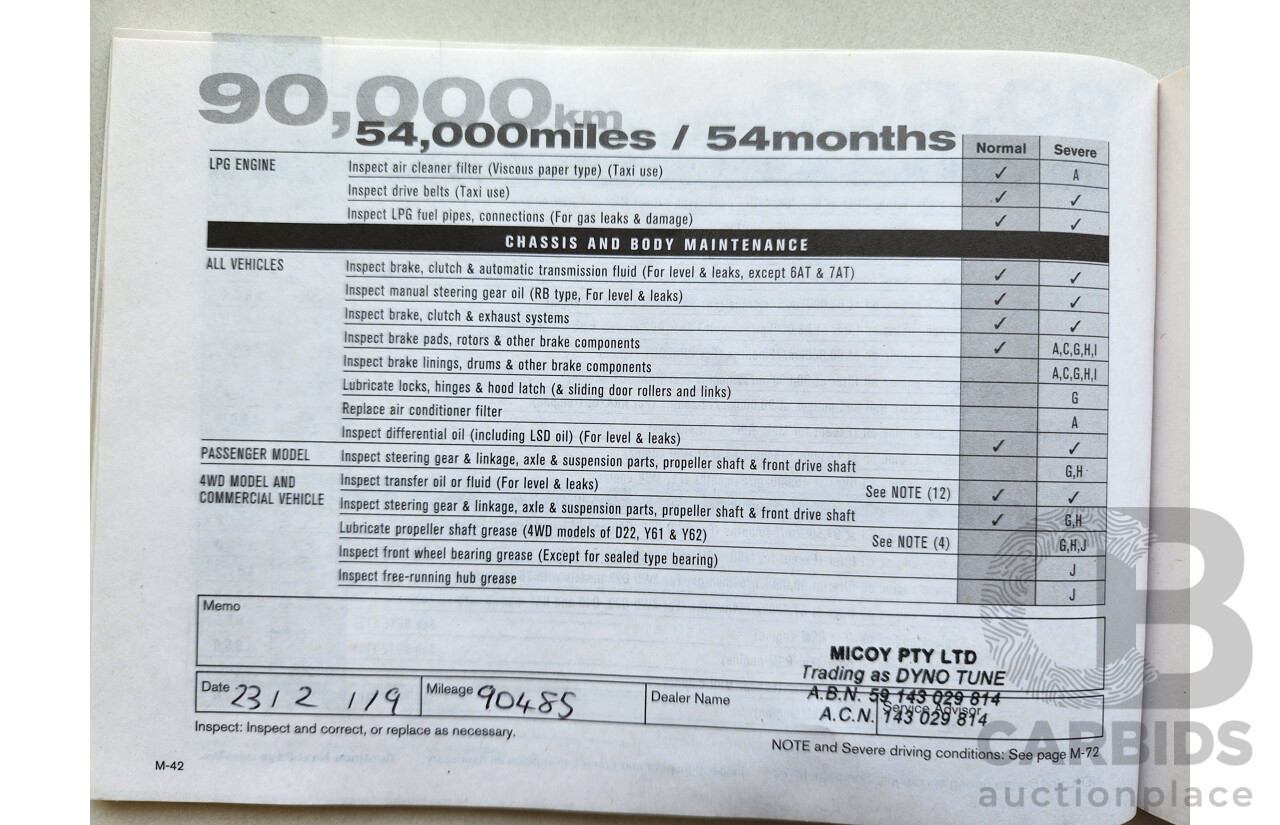 90,000km
54,000miles / 54months
Normal Severe
LPG ENGINE Inspect air cleaner filter (Viscous paper type) (Taxi use) ✓ A
Inspect drive belts (Taxi use) ✓ ✓
Inspect LPG fuel pipes, connections (For gas leaks & damage) ✓ ✓
CHASSIS AND BODY MAINTENANCE
ALL VEHICLES Inspect brake, clutch & automatic transmission fluid (For level & leaks, except 6AT & 7AT) ✓ ✓
Inspect manual steering gear oil (RB type, For level & leaks) ✓ ✓
Inspect brake, clutch & exhaust systems ✓ ✓
Inspect brake pads, rotors & other brake components ✓ A,C,G,H,I
Inspect brake linings, drums & other brake components A,C,G,H,I
Lubricate locks, hinges & hood latch (& sliding door rollers and links) G
Replace air conditioner filter A
Inspect differential oil (including LSD oil) (For level & leaks) ✓ ✓
PASSENGER MODEL Inspect steering gear & linkage, axle & suspension parts, propeller shaft & front drive shaft G,H
4WD MODEL AND Inspect transfer oil or fluid (For level & leaks) See NOTE (12) ✓ ✓
COMMERCIAL VEHICLE Inspect steering gear & linkage, axle & suspension parts, propeller shaft & front drive shaft ✓ G,H
Lubricate propeller shaft grease (4WD models of D22, Y61 & Y62) See NOTE (4) G,H,J
Inspect front wheel bearing grease (Except for sealed type bearing) J
Inspect free-running hub grease J
Memo
MICOY PTY LTD
Trading as DYNO TUNE
A.B.N. 59 143 029 814
A.C.N. 143 029 814
Date 23/2/19 Mileage 90485 Dealer Name Service Advisor
Inspect: Inspect and correct, or replace as necessary.
NOTE and Severe driving conditions: See page M-72
M-42
CB
CARBIDS
auctionplace